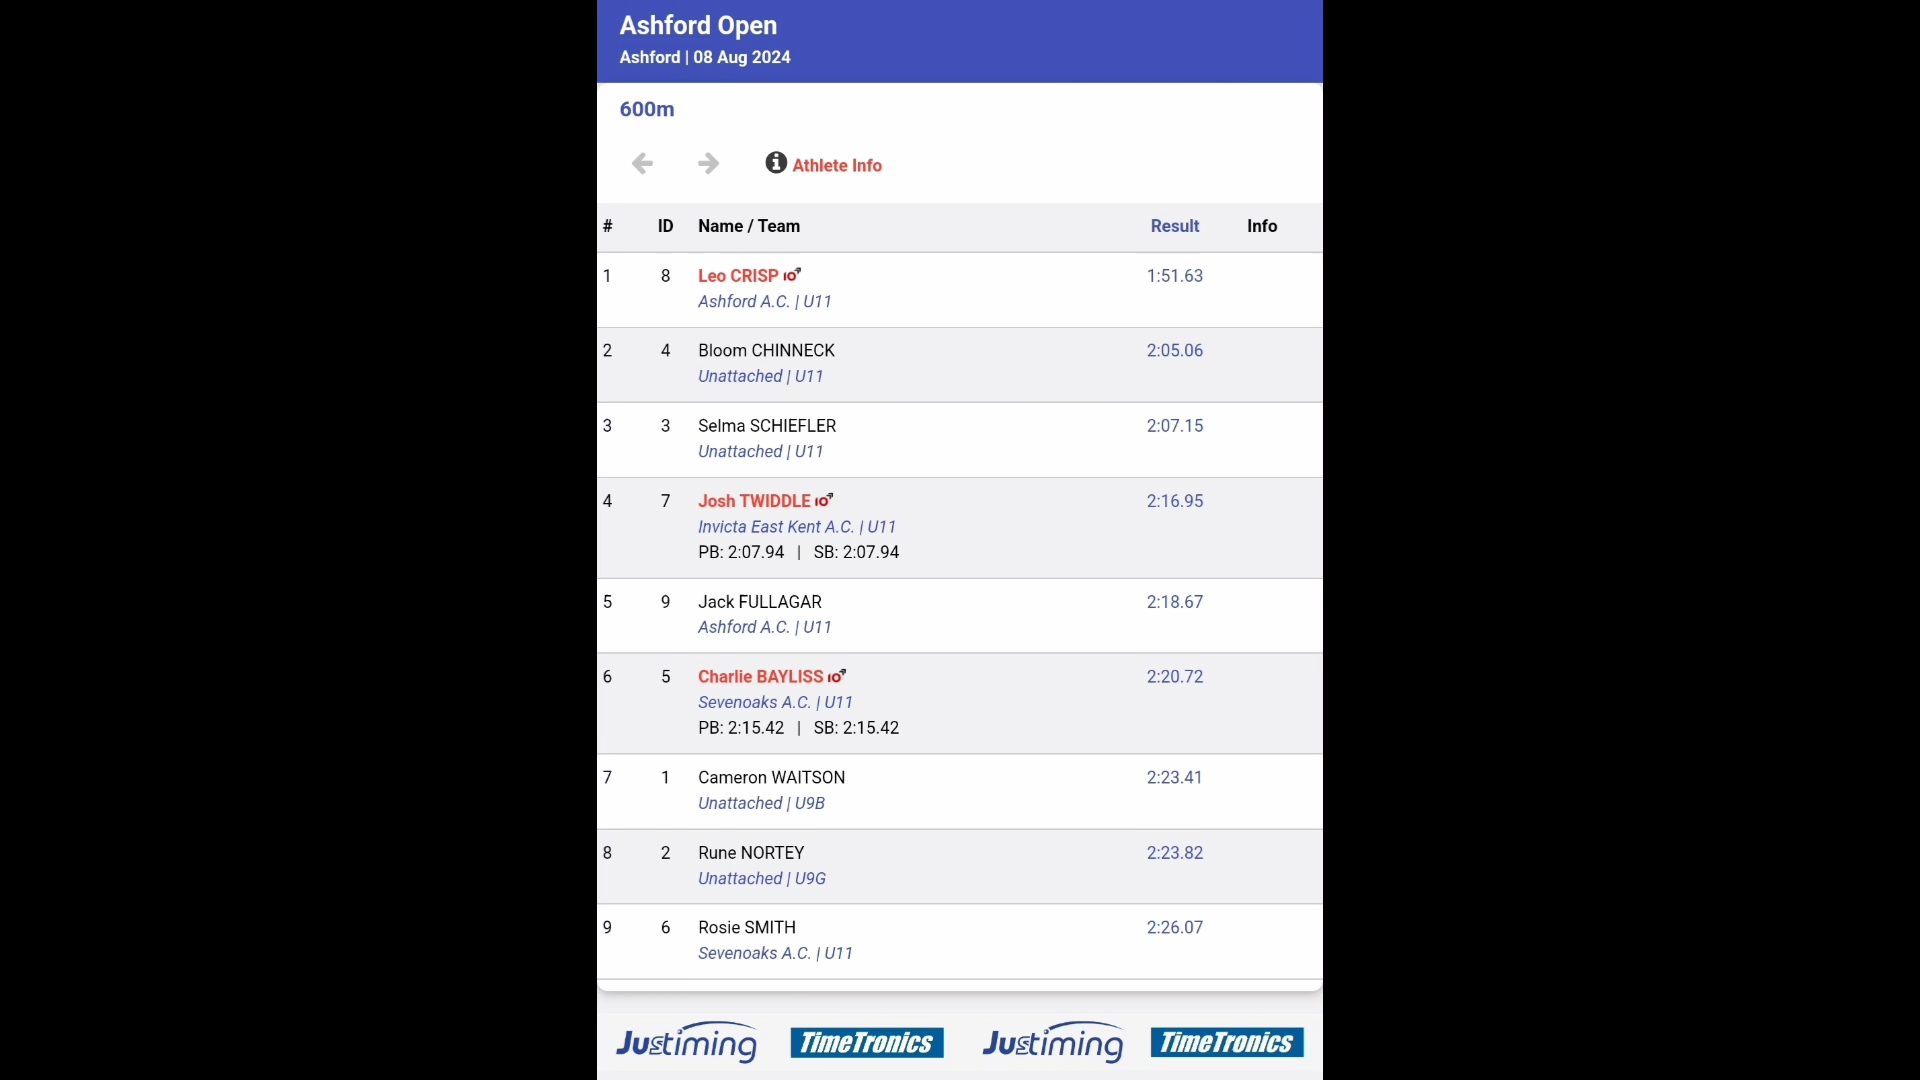 Ashford Open
Ashford | 08 Aug 2024
600m
Athlete Info
# ID Name / Team Result Info
1 8 Leo CRISP 1:51.63
Ashford A.C. | U11
2 4 Bloom CHINNECK 2:05.06
Unattached | U11
3 3 Selma SCHIEFLER 2:07.15
Unattached | U11
4 7 Josh TWIDDLE 2:16.95
Invicta East Kent A.C. | U11
PB: 2:07.94 | SB: 2:07.94
5 9 Jack FULLAGAR 2:18.67
Ashford A.C. | U11
6 5 Charlie BAYLISS 2:20.72
Sevenoaks A.C. | U11
PB: 2:15.42 | SB: 2:15.42
7 1 Cameron WAITSON 2:23.41
Unattached | U9B
8 2 Rune NORTEY 2:23.82
Unattached | U9G
9 6 Rosie SMITH 2:26.07
Sevenoaks A.C. | U11
Justiming TimeTronics Justiming TimeTronics